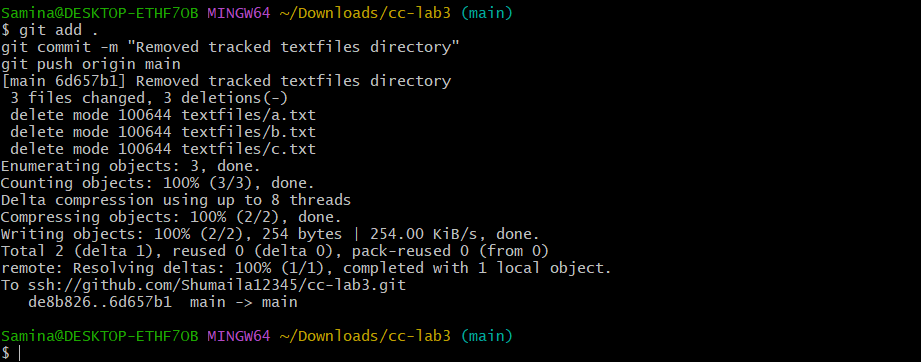 Samina@DESKTOP-ETHF7OB MINGW64 ~/Downloads/cc-lab3 (main)
$ git add .
git commit -m "Removed tracked textfiles directory"
git push origin main
[main 6d657b1] Removed tracked textfiles directory
 3 files changed, 3 deletions(-)
 delete mode 100644 textfiles/a.txt
 delete mode 100644 textfiles/b.txt
 delete mode 100644 textfiles/c.txt
Enumerating objects: 3, done.
Counting objects: 100% (3/3), done.
Delta compression using up to 8 threads
Compressing objects: 100% (2/2), done.
Writing objects: 100% (2/2), 254 bytes | 254.00 KiB/s, done.
Total 2 (delta 1), reused 0 (delta 0), pack-reused 0 (from 0)
remote: Resolving deltas: 100% (1/1), completed with 1 local object.
To ssh://github.com/Shumaila12345/cc-lab3.git
   de8b826..6d657b1  main -> main
Samina@DESKTOP-ETHF7OB MINGW64 ~/Downloads/cc-lab3 (main)
$